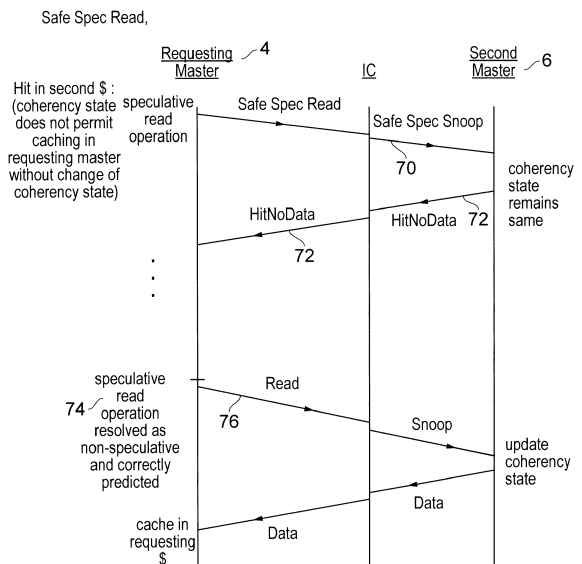 Safe Spec Read,
Requesting
Master
4
IC
Second
Master
6
Hit in second $ :
(coherency state
does not permit
caching in
requesting master
without change of
coherency state)
speculative
read
operation
Safe Spec Read
Safe Spec Snoop
70
coherency
state
remains
same
HitNoData
72
HitNoData
72
speculative
read
operation
resolved as
non-speculative
and correctly
predicted
74
Read
76
Snoop
update
coherency
state
Data
Data
cache in
requesting
$